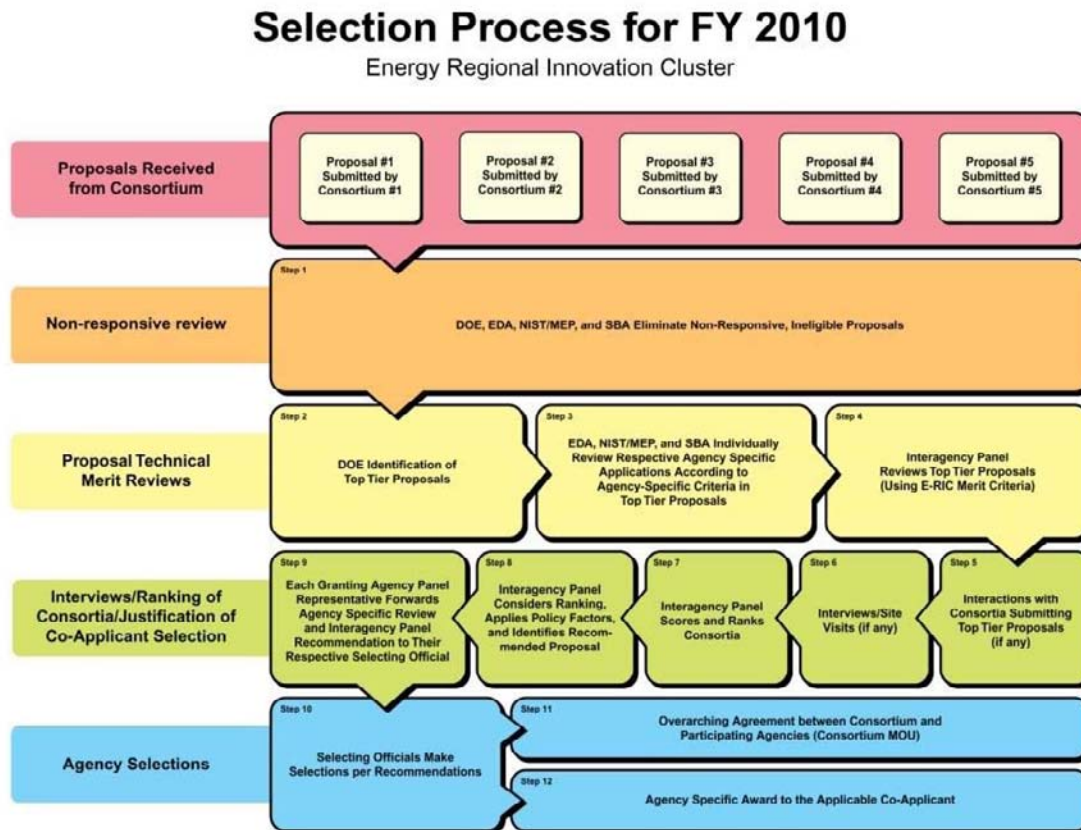 Selection Process for FY 2010
Energy Regional Innovation Cluster
Proposals Received
from Consortium
Proposal #1
Submitted by
Consortium #1
Proposal #2
Submitted by
Consortium #2
Proposal #3
Submitted by
Consortium #3
Proposal #4
Submitted by
Consortium #4
Proposal #5
Submitted by
Consortium #5
Non-responsive review
Step 1
DOE, EDA, NIST/MEP, and SBA Eliminate Non-Responsive, Ineligible Proposals
Proposal Technical
Merit Reviews
Step 2
DOE Identification of
Top Tier Proposals
Step 3
EDA, NIST/MEP, and SBA Individually
Review Respective Agency Specific
Applications According to
Agency-Specific Criteria in
Top Tier Proposals
Step 4
Interagency Panel
Reviews Top Tier Proposals
(Using E-RIC Merit Criteria)
Interviews/Ranking of
Consortia/Justification of
Co-Applicant Selection
Step 9
Each Granting Agency Panel
Representative Forwards
Agency Specific Review
and Interagency Panel
Recommendation to Their
Respective Selecting Official
Step 8
Interagency Panel
Considers Ranking,
Applies Policy Factors,
and Identifies Recom-
mended Proposal
Step 7
Interagency Panel
Scores and Ranks
Consortia
Step 6
Interviews/Site
Visits (if any)
Step 5
Interactions with
Consortia Submitting
Top Tier Proposals
(if any)
Agency Selections
Step 10
Selecting Officials Make
Selections per Recommendations
Step 11
Overarching Agreement between Consortium and
Participating Agencies (Consortium MOU)
Step 12
Agency Specific Award to the Applicable Co-Applicant